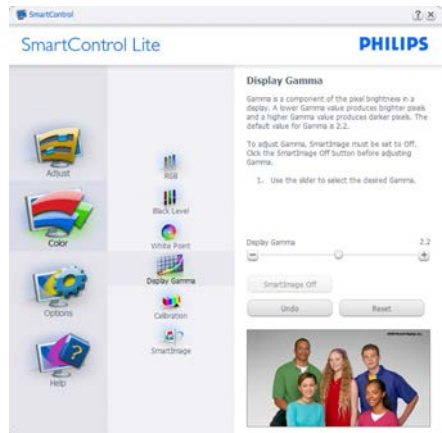 SmartControl
SmartControl Lite
PHILIPS
Adjust
Color
Options
Help
RGB
Black Level
White Point
Display Gamma
Calibration
SmartImage
Display Gamma
Gamma is a component of the pixel brightness in a
display. A lower Gamma value produces brighter pixels
and a higher Gamma value produces darker pixels. The
default value for Gamma is 2.2.
To adjust Gamma, SmartImage must be set to Off.
Click the SmartImage Off button before adjusting
Gamma.
1. Use the slider to select the desired Gamma.
Display Gamma 2.2
SmartImage Off
Undo Reset